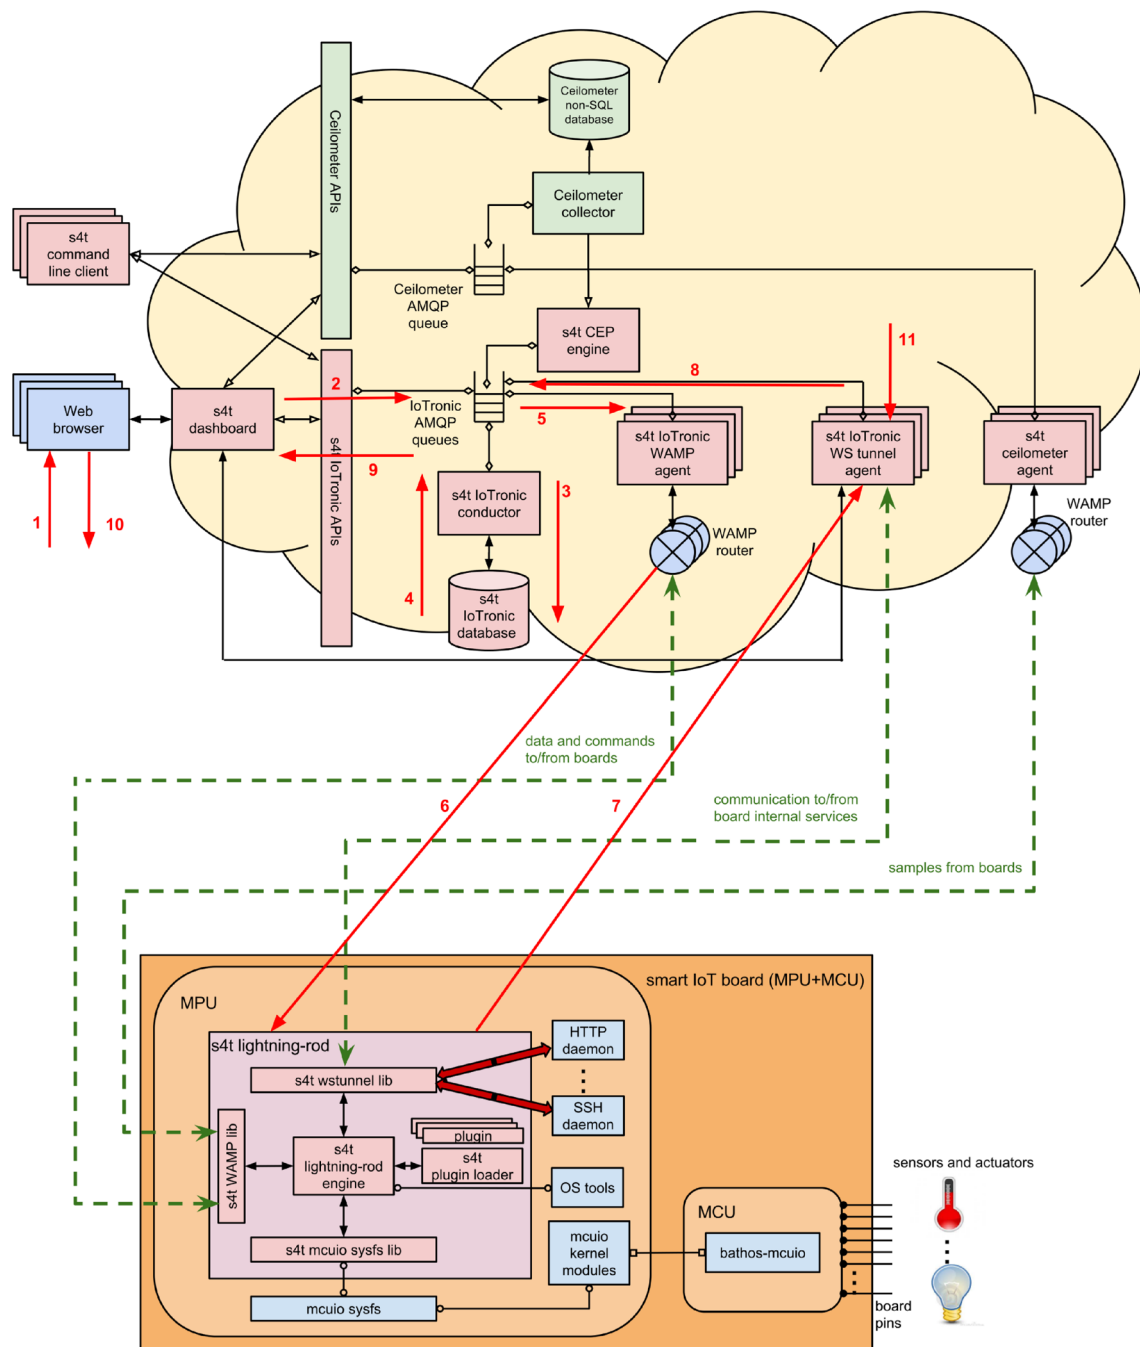 Ceilometer
non-SQL
database
Ceilometer APIs
Ceilometer
collector
s4t
command
line client
Ceilometer
AMQP
queue
s4t CEP
engine
11
8
2
5
Web
browser
s4t
dashboard
IoTronic
AMQP
queues
s4t IoTronic
WAMP
agent
s4t IoTronic
WS tunnel
agent
s4t
ceilometer
agent
9
s4t IoTronic APIs
s4t IoTronic
conductor
3
1
10
WAMP
router
WAMP
router
4
s4t
IoTronic
database
data and commands
to/from boards
6
7
communication to/from
board internal services
samples from boards
smart IoT board (MPU+MCU)
MPU
s4t lightning-rod
HTTP
daemon
s4t wstunnel lib
SSH
daemon
s4t WAMP lib
plugin
s4t
lightning-rod
engine
s4t
plugin loader
OS tools
sensors and actuators
MCU
s4t mcuio sysfs lib
mcuio
kernel
modules
bathos-mcuio
mcuio sysfs
board
pins